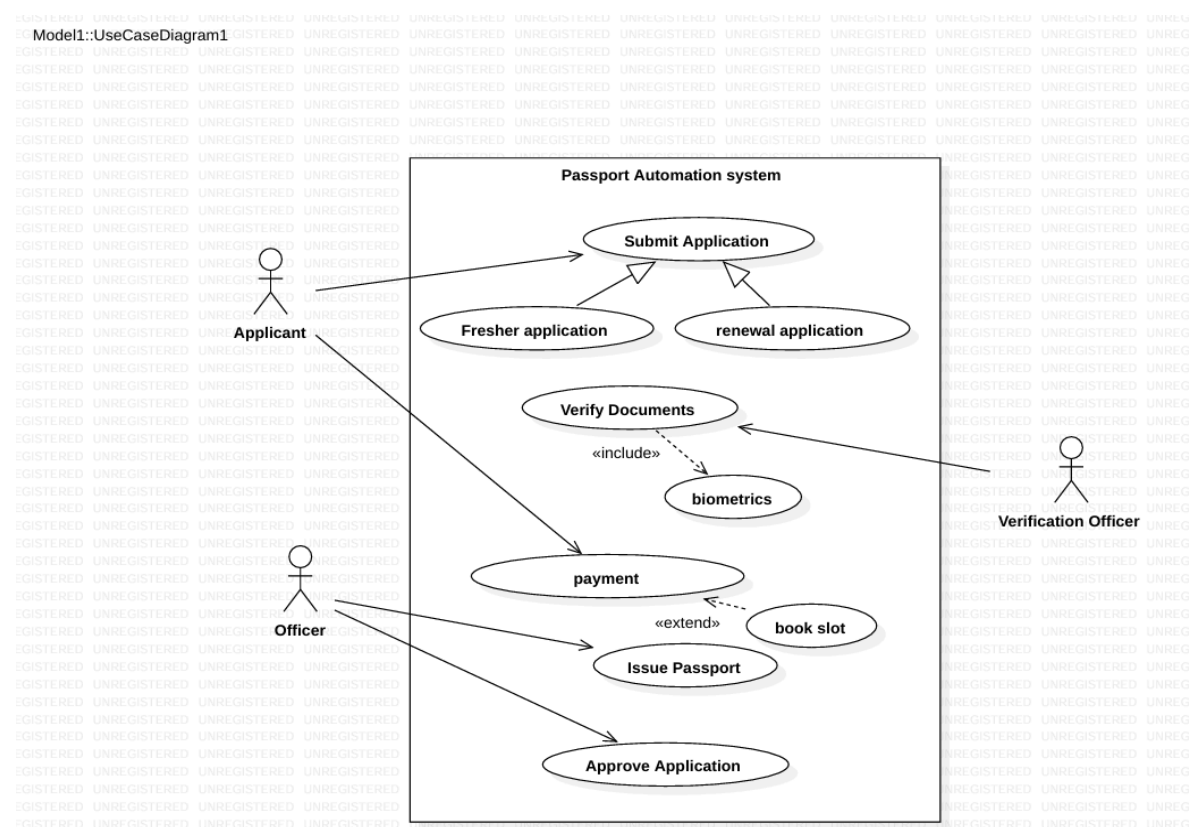 Model1::UseCaseDiagram1
Passport Automation system
Submit Application
Fresher application
renewal application
Applicant
Verify Documents
«include»
biometrics
Verification Officer
payment
«extend»
book slot
Officer
Issue Passport
Approve Application
UNREGISTERED